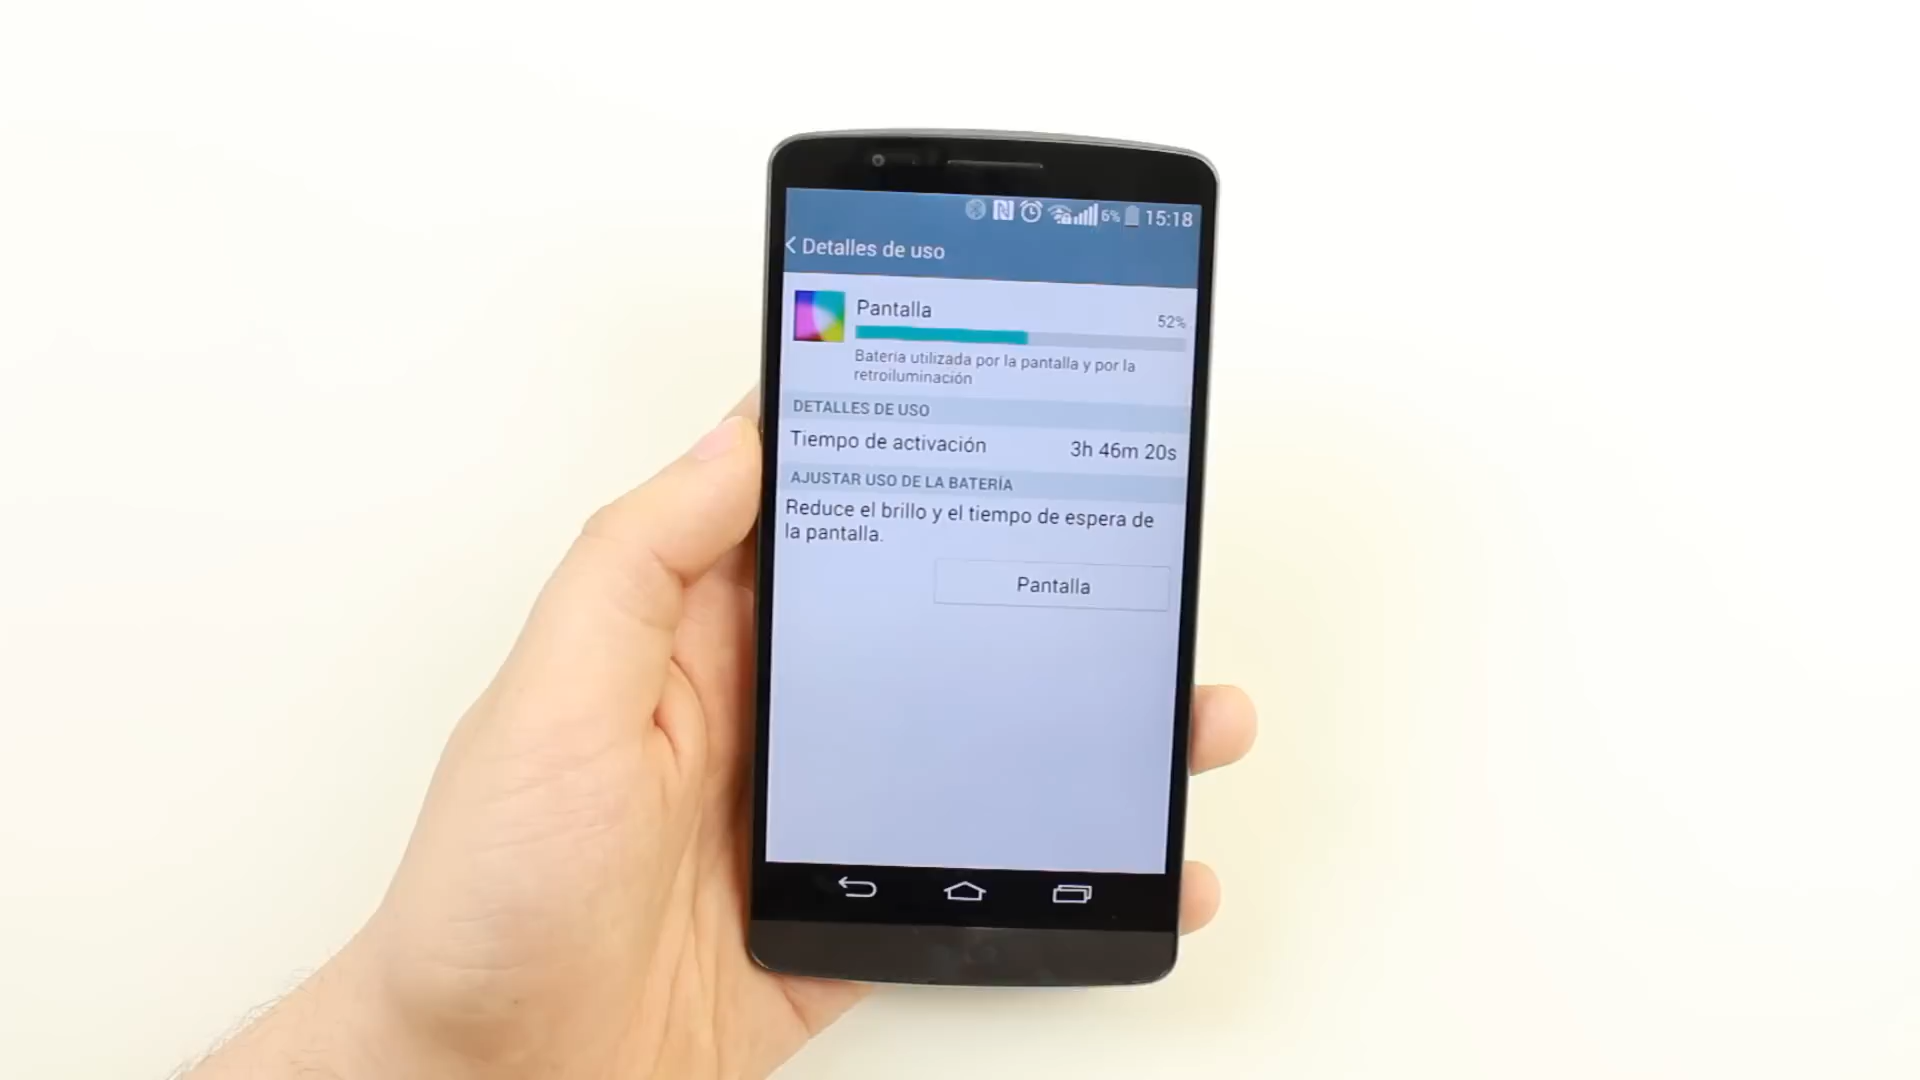 6% 15:18
Detalles de uso
Pantalla
52%
Batería utilizada por la pantalla y por la
retroiluminación
DETALLES DE USO
Tiempo de activación 3h 46m 20s
AJUSTAR USO DE LA BATERÍA
Reduce el brillo y el tiempo de espera de
la pantalla.
Pantalla